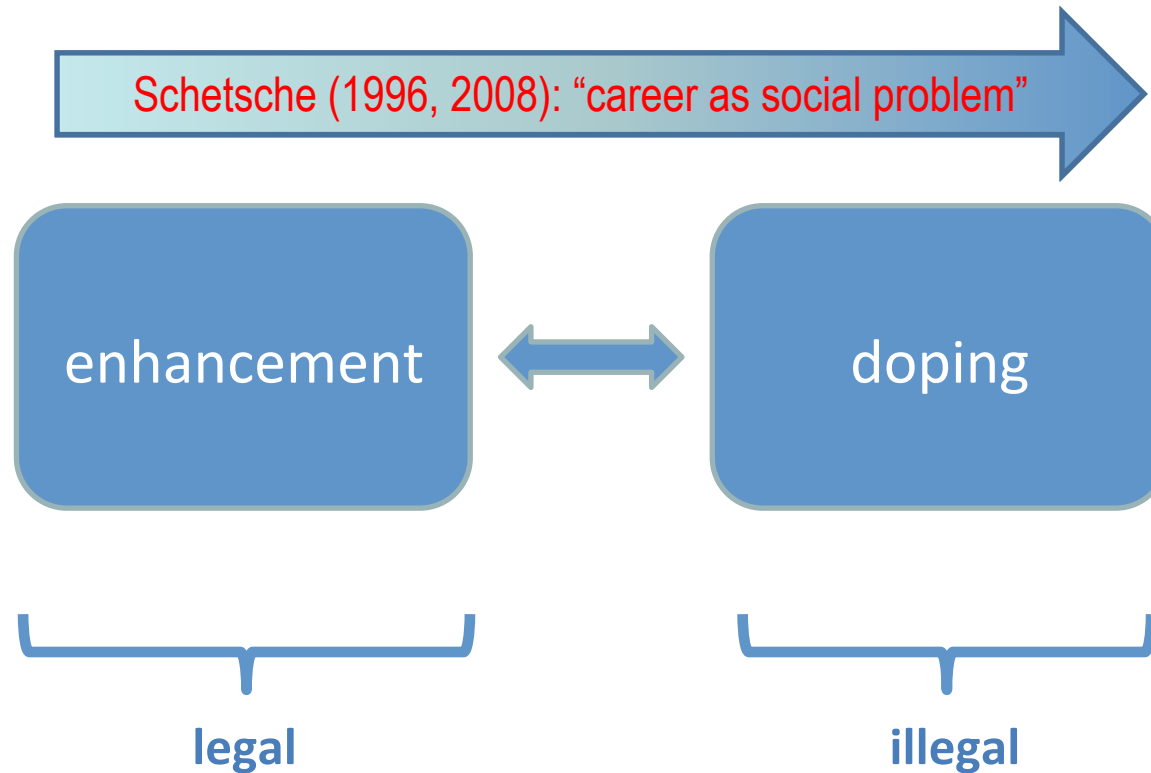 Schetsche (1996, 2008): “career as social problem”
enhancement
doping
legal
illegal